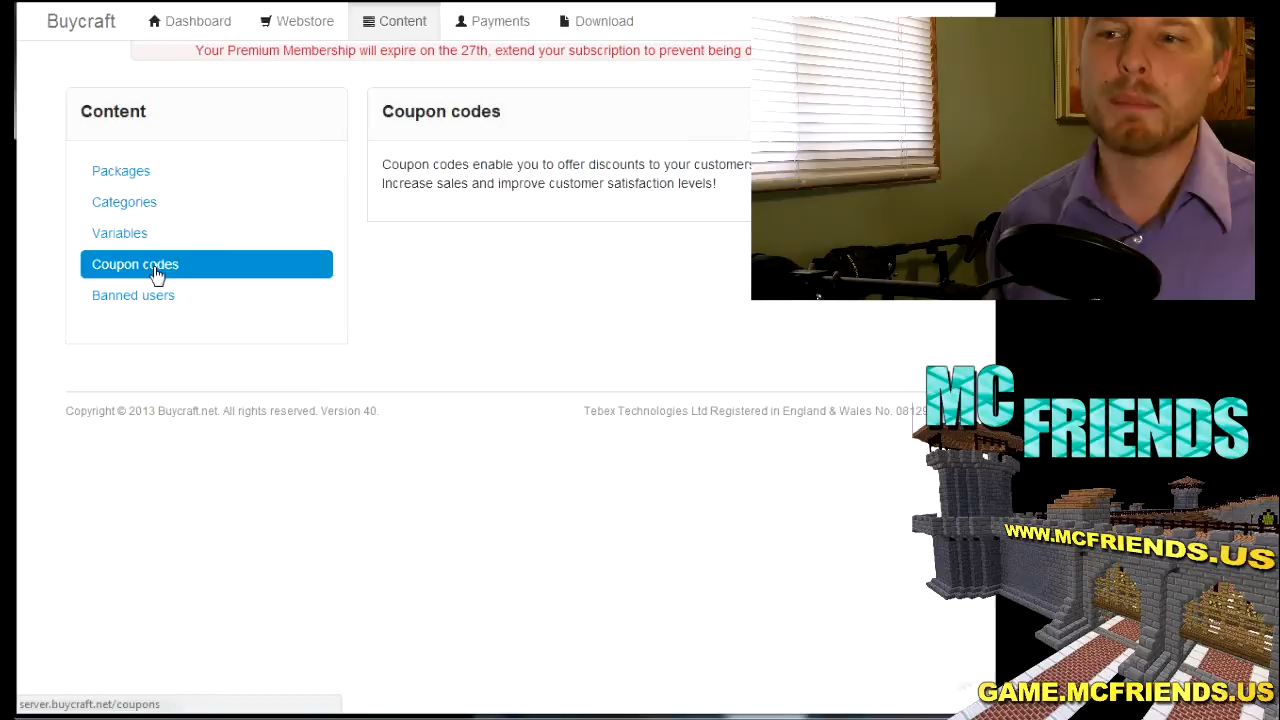 Buycraft
Dashboard
Webstore
Content
Payments
Download
Your Premium Membership will expire on the 27th, extend your subscription to prevent being
Content
Packages
Categories
Variables
Coupon codes
Banned users
Coupon codes
Coupon codes enable you to offer discounts to your customers
Increase sales and improve customer satisfaction levels!
Copyright © 2013 Buycraft.net. All rights reserved. Version 40.
Tebex Technologies Ltd Registered in England & Wales No. 08129
MC
FRIENDS
WWW.MCFRIENDS.US
GAME.MCFRIENDS.US
server.buycraft.net/coupons